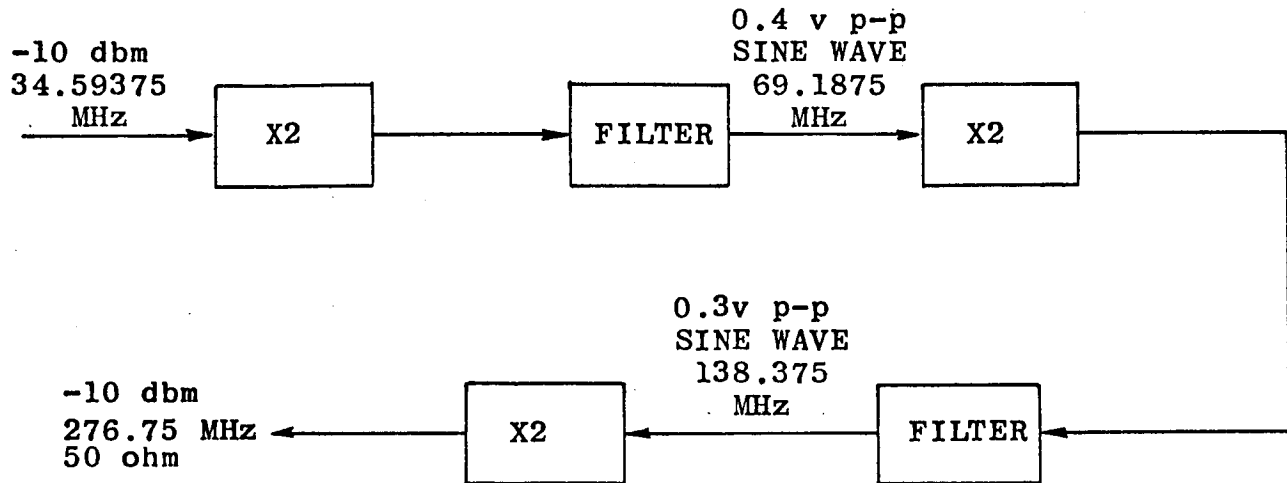 -10 dbm
34.59375
MHz
X2
FILTER
0.4 v p-p
SINE WAVE
69.1875
MHz
X2
FILTER
0.3v p-p
SINE WAVE
138.375
MHz
X2
-10 dbm
276.75 MHz
50 ohm